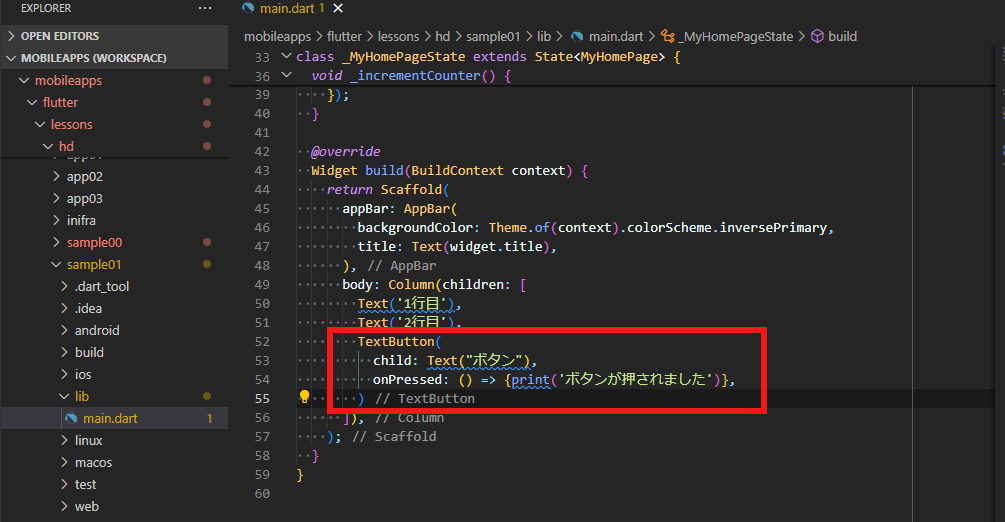 EXPLORER ···
main.dart 1 ×
OPEN EDITORS
MOBILEAPPS (WORKSPACE)
mobileapps
flutter
lessons
hd
app02
app03
inifra
sample00
sample01
.dart_tool
.idea
android
build
ios
lib
main.dart 1
linux
macos
test
web
mobileapps > flutter > lessons > hd > sample01 > lib > main.dart > _MyHomePageState > build
33 class _MyHomePageState extends State<MyHomePage> {
36 void _incrementCounter() {
39 });
40 }
41
42 @override
43 Widget build(BuildContext context) {
44 return Scaffold(
45 appBar: AppBar(
46 backgroundColor: Theme.of(context).colorScheme.inversePrimary,
47 title: Text(widget.title),
48 ), // AppBar
49 body: Column(children: [
50 Text('1行目'),
51 Text('2行目'),
52 TextButton(
53 child: Text("ボタン"),
54 onPressed: () => {print('ボタンが押されました')},
55 ) // TextButton
56 ]), // Column
57 ); // Scaffold
58 }
59 }
60